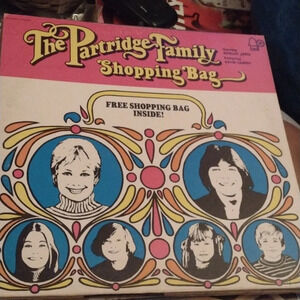 The Partridge Family
Shopping Bag
FREE SHOPPING BAG
INSIDE!